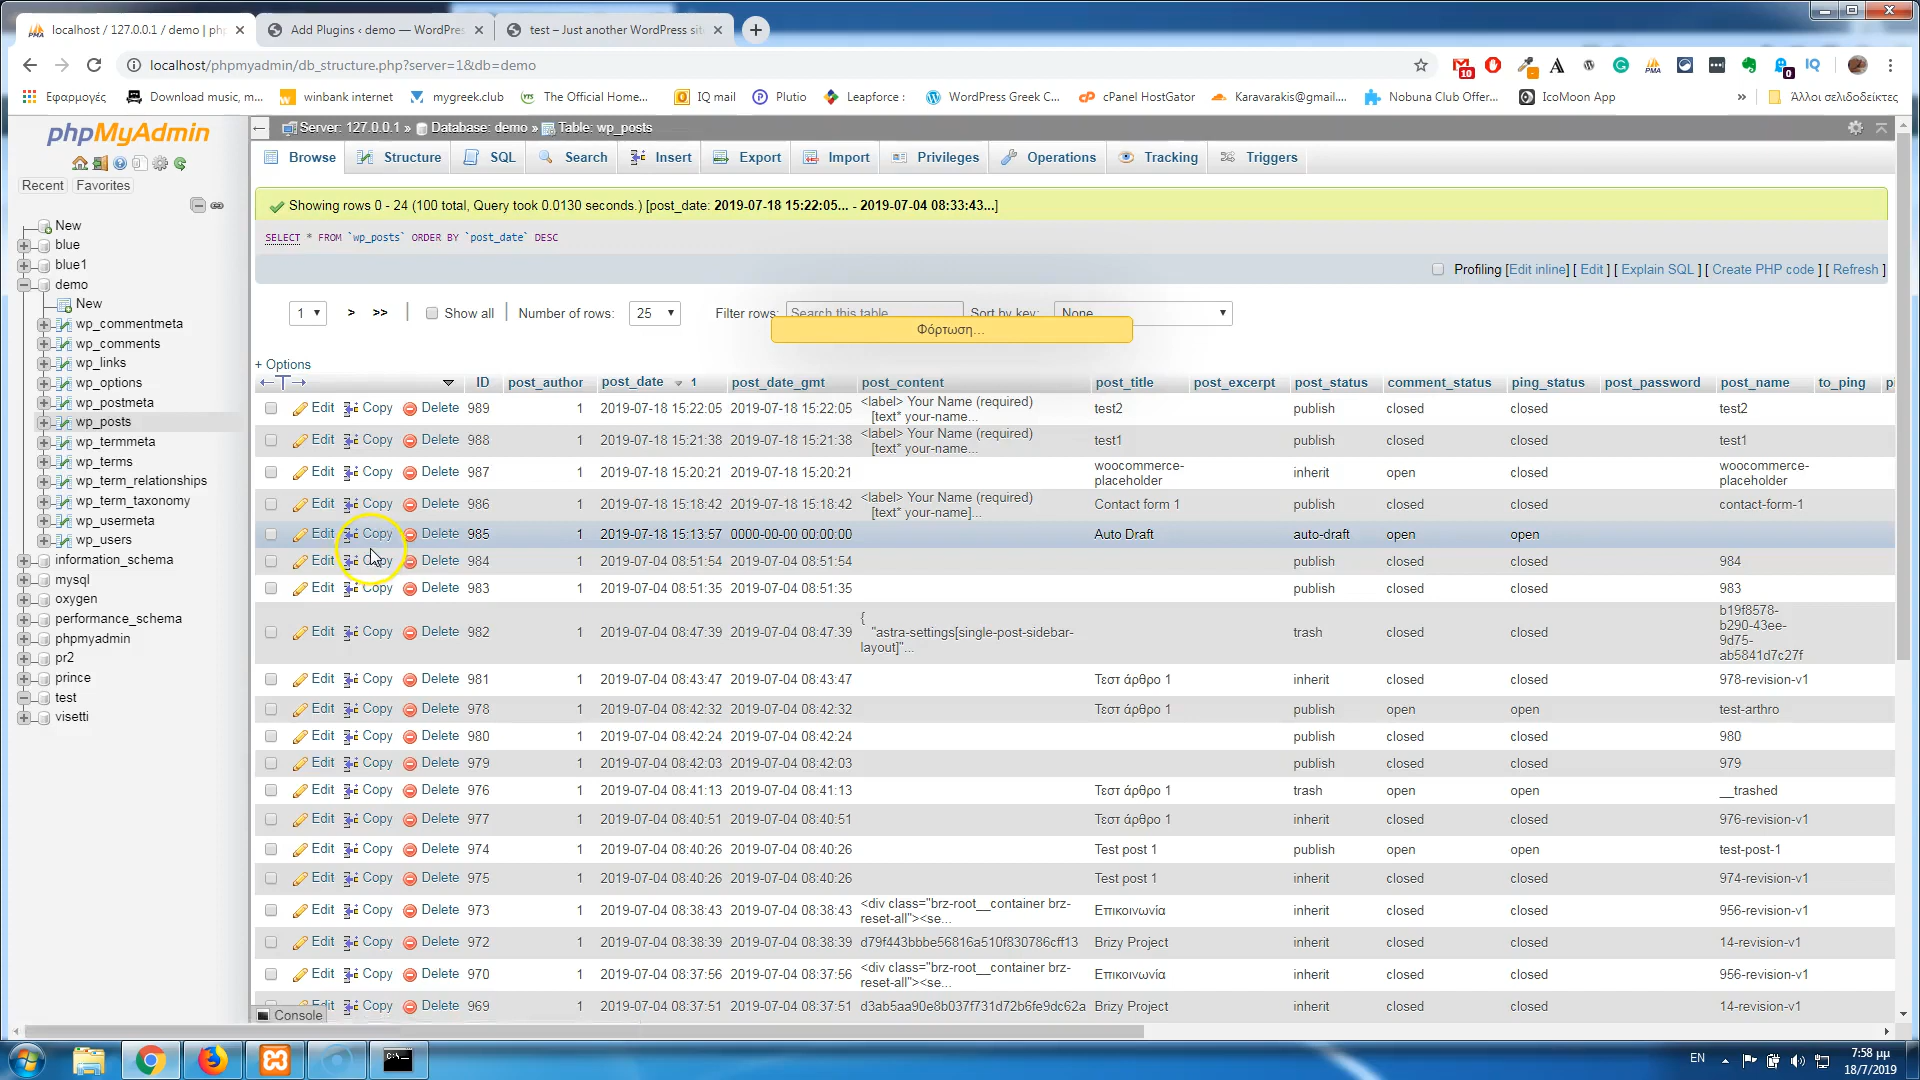 localhost / 127.0.0.1 / demo | ph
Add Plugins ‹ demo — WordPres
test – Just another WordPress sit
localhost/phpmyadmin/db_structure.php?server=1&db=demo
Εφαρμογές
Download music, m...
winbank internet
mygreek.club
The Official Home...
IQ mail
Plutio
Leapforce :
WordPress Greek C...
cPanel HostGator
Karavarakis@gmail....
Nobuna Club Offer...
IcoMoon App
»
Άλλοι σελιδοδείκτες
phpMyAdmin
Recent Favorites
New
blue
blue1
demo
New
wp_commentmeta
wp_comments
wp_links
wp_options
wp_postmeta
wp_posts
wp_termmeta
wp_terms
wp_term_relationships
wp_term_taxonomy
wp_usermeta
wp_users
information_schema
mysql
oxygen
performance_schema
phpmyadmin
pr2
prince
test
visetti
Server: 127.0.0.1 » Database: demo » Table: wp_posts
Browse Structure SQL Search Insert Export Import Privileges Operations Tracking Triggers
Showing rows 0 - 24 (100 total, Query took 0.0130 seconds.) [post_date: 2019-07-18 15:22:05... - 2019-07-04 08:33:43...]
SELECT * FROM `wp_posts` ORDER BY `post_date` DESC
Profiling [Edit inline] [ Edit ] [ Explain SQL ] [ Create PHP code ] [ Refresh ]
1 > >> Show all Number of rows: 25 Filter rows: Search this table Sort by key: None
Φόρτωση...
+ Options
ID post_author post_date 1 post_date_gmt post_content post_title post_excerpt post_status comment_status ping_status post_password post_name to_ping
Edit Copy Delete 989 1 2019-07-18 15:22:05 2019-07-18 15:22:05 <label> Your Name (required) [text* your-name... test2 publish closed closed test2
Edit Copy Delete 988 1 2019-07-18 15:21:38 2019-07-18 15:21:38 <label> Your Name (required) [text* your-name... test1 publish closed closed test1
Edit Copy Delete 987 1 2019-07-18 15:20:21 2019-07-18 15:20:21 woocommerce-placeholder inherit open closed woocommerce-placeholder
Edit Copy Delete 986 1 2019-07-18 15:18:42 2019-07-18 15:18:42 <label> Your Name (required) [text* your-name]... Contact form 1 publish closed closed contact-form-1
Edit Copy Delete 985 1 2019-07-18 15:13:57 0000-00-00 00:00:00 Auto Draft auto-draft open open
Edit Copy Delete 984 1 2019-07-04 08:51:54 2019-07-04 08:51:54 publish closed closed 984
Edit Copy Delete 983 1 2019-07-04 08:51:35 2019-07-04 08:51:35 publish closed closed 983
Edit Copy Delete 982 1 2019-07-04 08:47:39 2019-07-04 08:47:39 { "astra-settings[single-post-sidebar-layout]"... trash closed closed b19f8578-b290-43ee-9d75-ab5841d7c27f
Edit Copy Delete 981 1 2019-07-04 08:43:47 2019-07-04 08:43:47 Τεστ άρθρο 1 inherit closed closed 978-revision-v1
Edit Copy Delete 978 1 2019-07-04 08:42:32 2019-07-04 08:42:32 Τεστ άρθρο 1 publish open open test-arthro
Edit Copy Delete 980 1 2019-07-04 08:42:24 2019-07-04 08:42:24 publish closed closed 980
Edit Copy Delete 979 1 2019-07-04 08:42:03 2019-07-04 08:42:03 publish closed closed 979
Edit Copy Delete 976 1 2019-07-04 08:41:13 2019-07-04 08:41:13 Τεστ άρθρο 1 trash open open __trashed
Edit Copy Delete 977 1 2019-07-04 08:40:51 2019-07-04 08:40:51 Τεστ άρθρο 1 inherit closed closed 976-revision-v1
Edit Copy Delete 974 1 2019-07-04 08:40:26 2019-07-04 08:40:26 Test post 1 publish open open test-post-1
Edit Copy Delete 975 1 2019-07-04 08:40:26 2019-07-04 08:40:26 Test post 1 inherit closed closed 974-revision-v1
Edit Copy Delete 973 1 2019-07-04 08:38:43 2019-07-04 08:38:43 <div class="brz-root__container brz-reset-all"><se... Επικοινωνία inherit closed closed 956-revision-v1
Edit Copy Delete 972 1 2019-07-04 08:38:39 2019-07-04 08:38:39 d79f443bbbe56816a510f830786cff13 Brizy Project inherit closed closed 14-revision-v1
Edit Copy Delete 970 1 2019-07-04 08:37:56 2019-07-04 08:37:56 <div class="brz-root__container brz-reset-all"><se... Επικοινωνία inherit closed closed 956-revision-v1
Edit Copy Delete 969 1 2019-07-04 08:37:51 2019-07-04 08:37:51 d3ab5aa90e8b037f731d72b6fe9dc62a Brizy Project inherit closed closed 14-revision-v1
Console
EN
7:58 μμ
18/7/2019